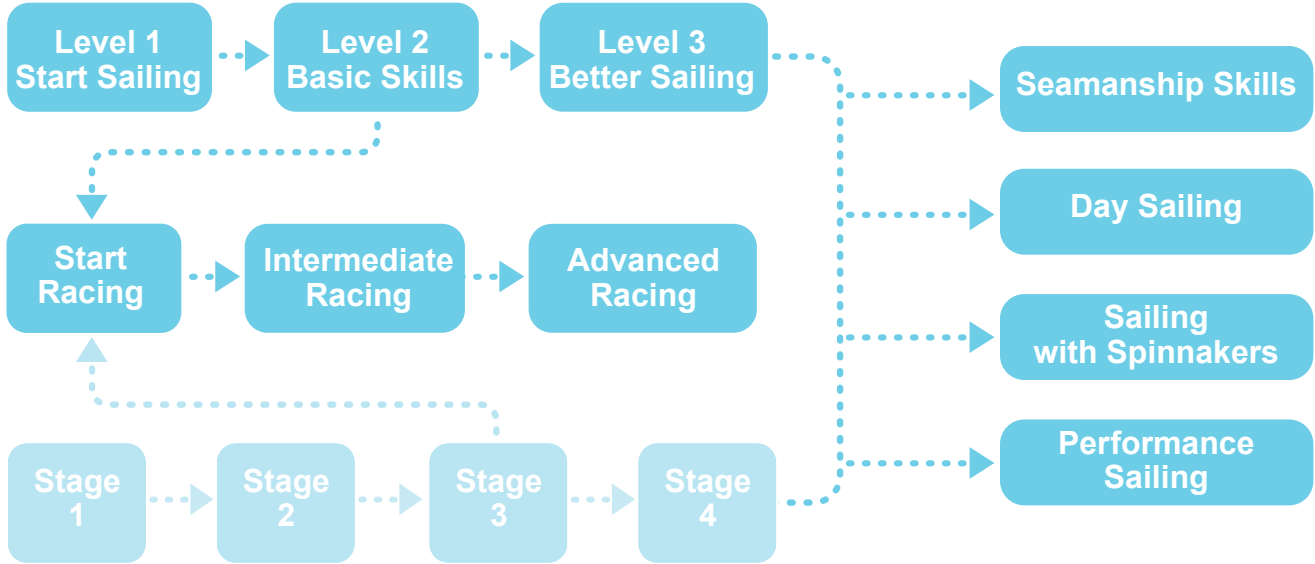 Level 1
Start Sailing
Level 2
Basic Skills
Level 3
Better Sailing
Seamanship Skills
Day Sailing
Start
Racing
Intermediate
Racing
Advanced
Racing
Sailing
with Spinnakers
Stage
1
Stage
2
Stage
3
Stage
4
Performance
Sailing